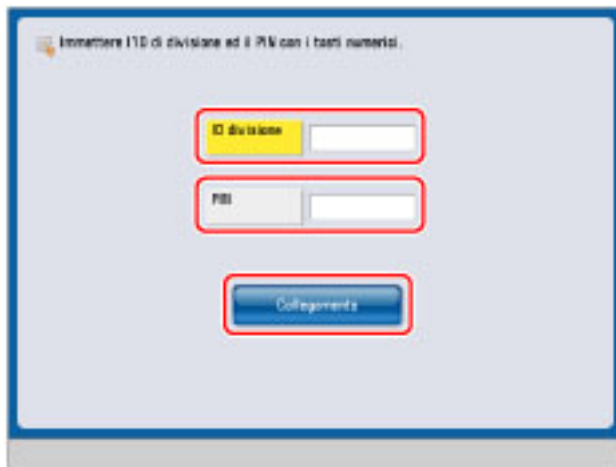 Immettere l'ID di divisione ed il PIN con i tasti numerici.
ID divisione
PIN
Collegamento